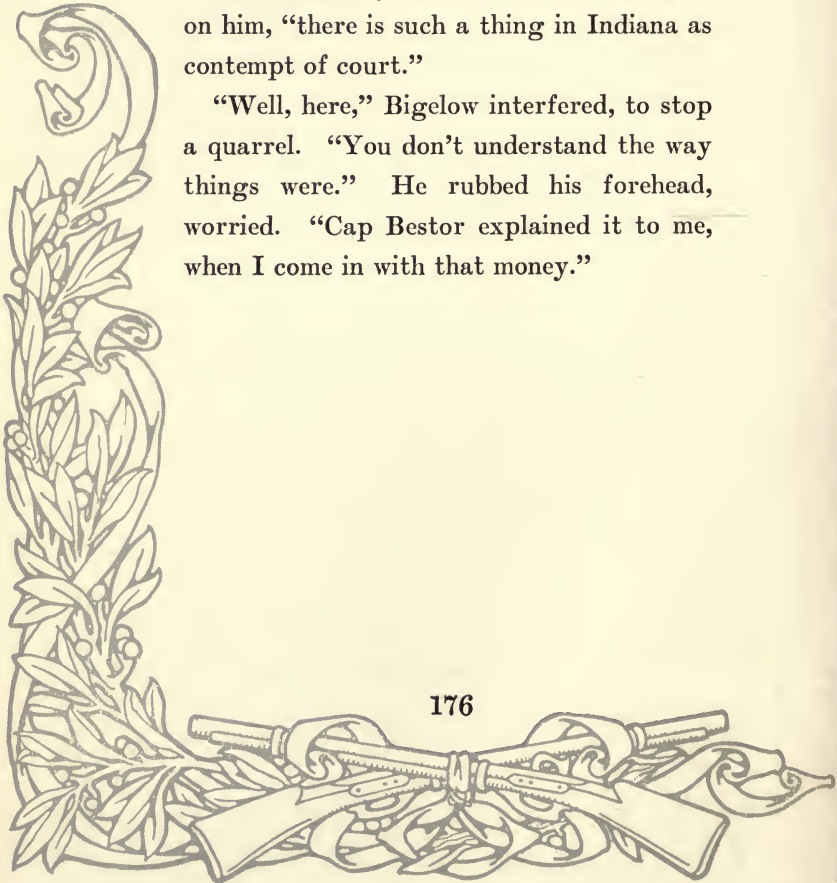 on him, “there is such a thing in Indiana as
contempt of court.”
“Well, here,” Bigelow interfered, to stop
a quarrel. “You don’t understand the way
things were.” He rubbed his forehead,
worried. “Cap Bestor explained it to me,
when I come in with that money.”
176